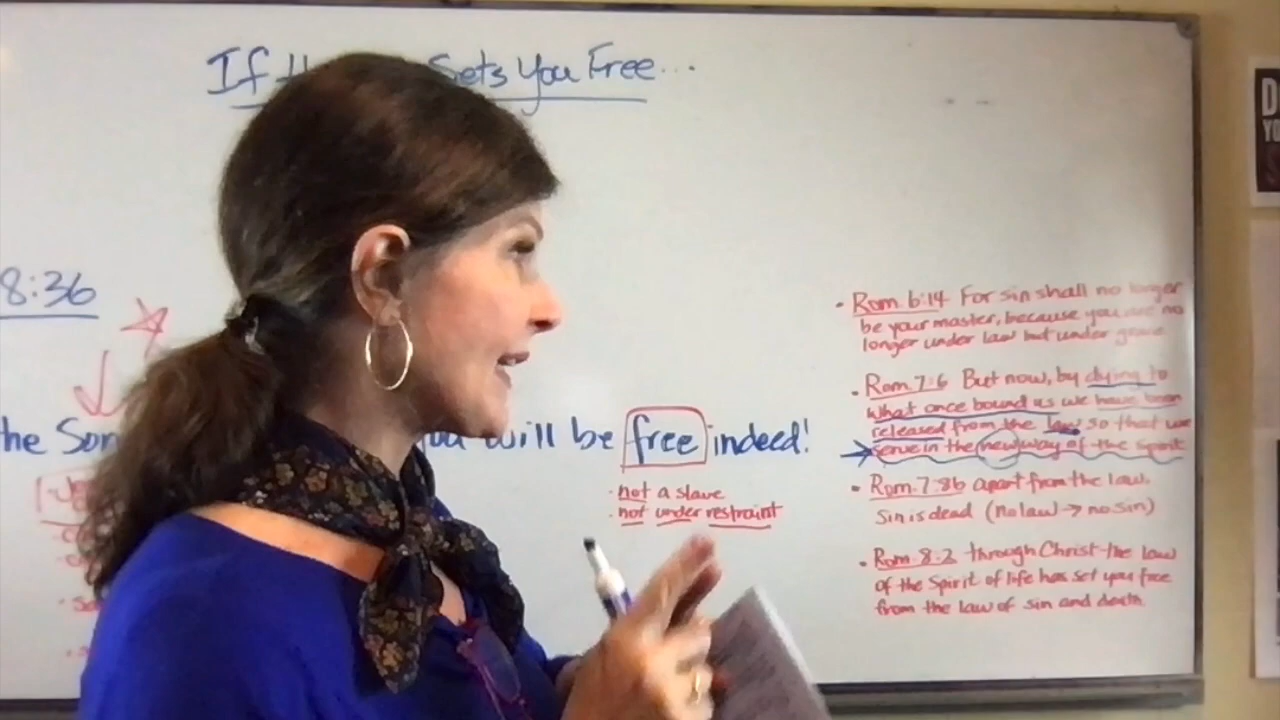 If th Sets You Free...
8:36
he Son will be free indeed!
· not a slave
· not under restraint
• Rom. 6:14 For sin shall no longer
be your master, because you are no
longer under law but under grace
• Rom. 7:6 But now, by dying to
what once bound us we have been
released from the law so that we
serve in the new way of the Spirit
• Rom. 7:8b apart from the law.
Sin is dead (no law → no sin)
• Rom. 8:2 through Christ the law
of the Spirit of life has set you free
from the law of sin and death
D
YO